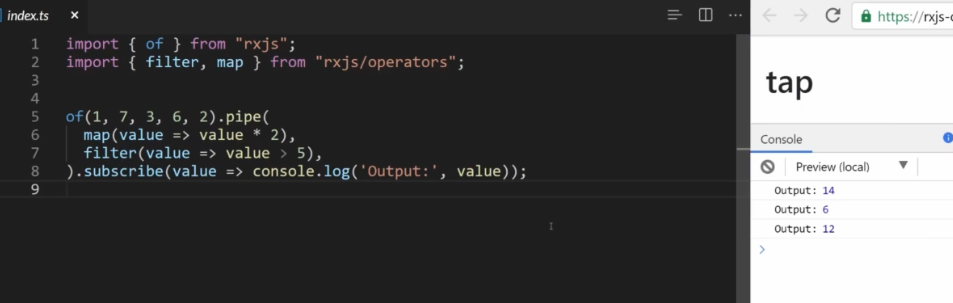 index.ts ×
https://rxjs-
1 import { of } from "rxjs";
2 import { filter, map } from "rxjs/operators";
3
4
5 of(1, 7, 3, 6, 2).pipe(
6   map(value => value * 2),
7   filter(value => value > 5),
8 ).subscribe(value => console.log('Output:', value));
9
tap
Console
Preview (local) ▼
Output: 14
Output: 6
Output: 12
>